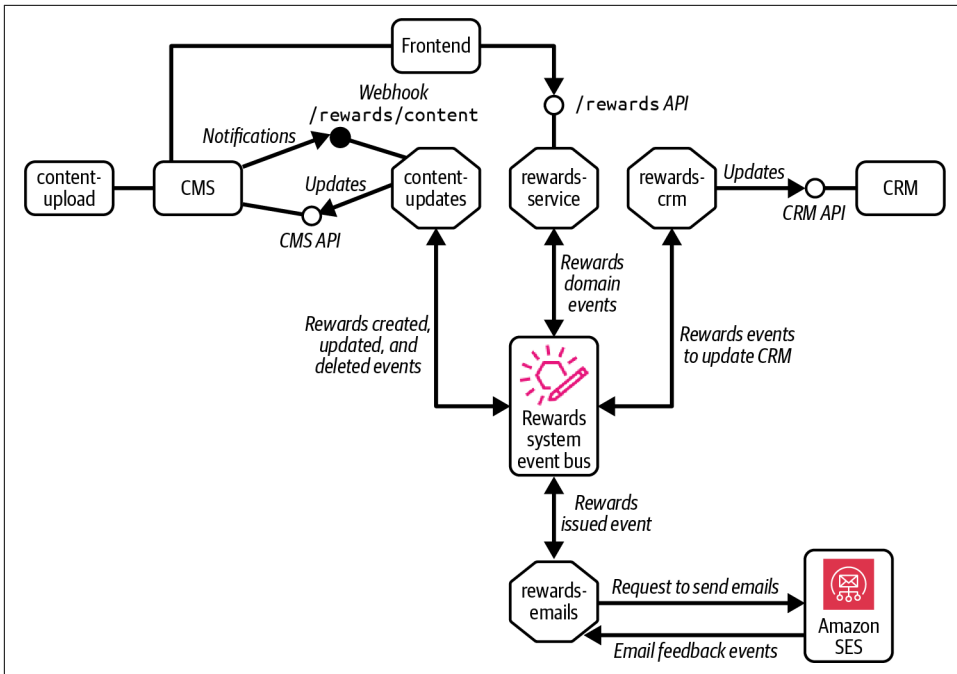 Frontend
Webhook
/rewards/content
/rewards API
Notifications
content-
upload
CMS
Updates
CMS API
content-
updates
rewards-
service
rewards-
crm
Updates
CRM API
CRM
Rewards created,
updated, and
deleted events
Rewards
domain
events
Rewards events
to update CRM
Rewards
system
event bus
Rewards
issued event
rewards-
emails
Request to send emails
Email feedback events
Amazon
SES